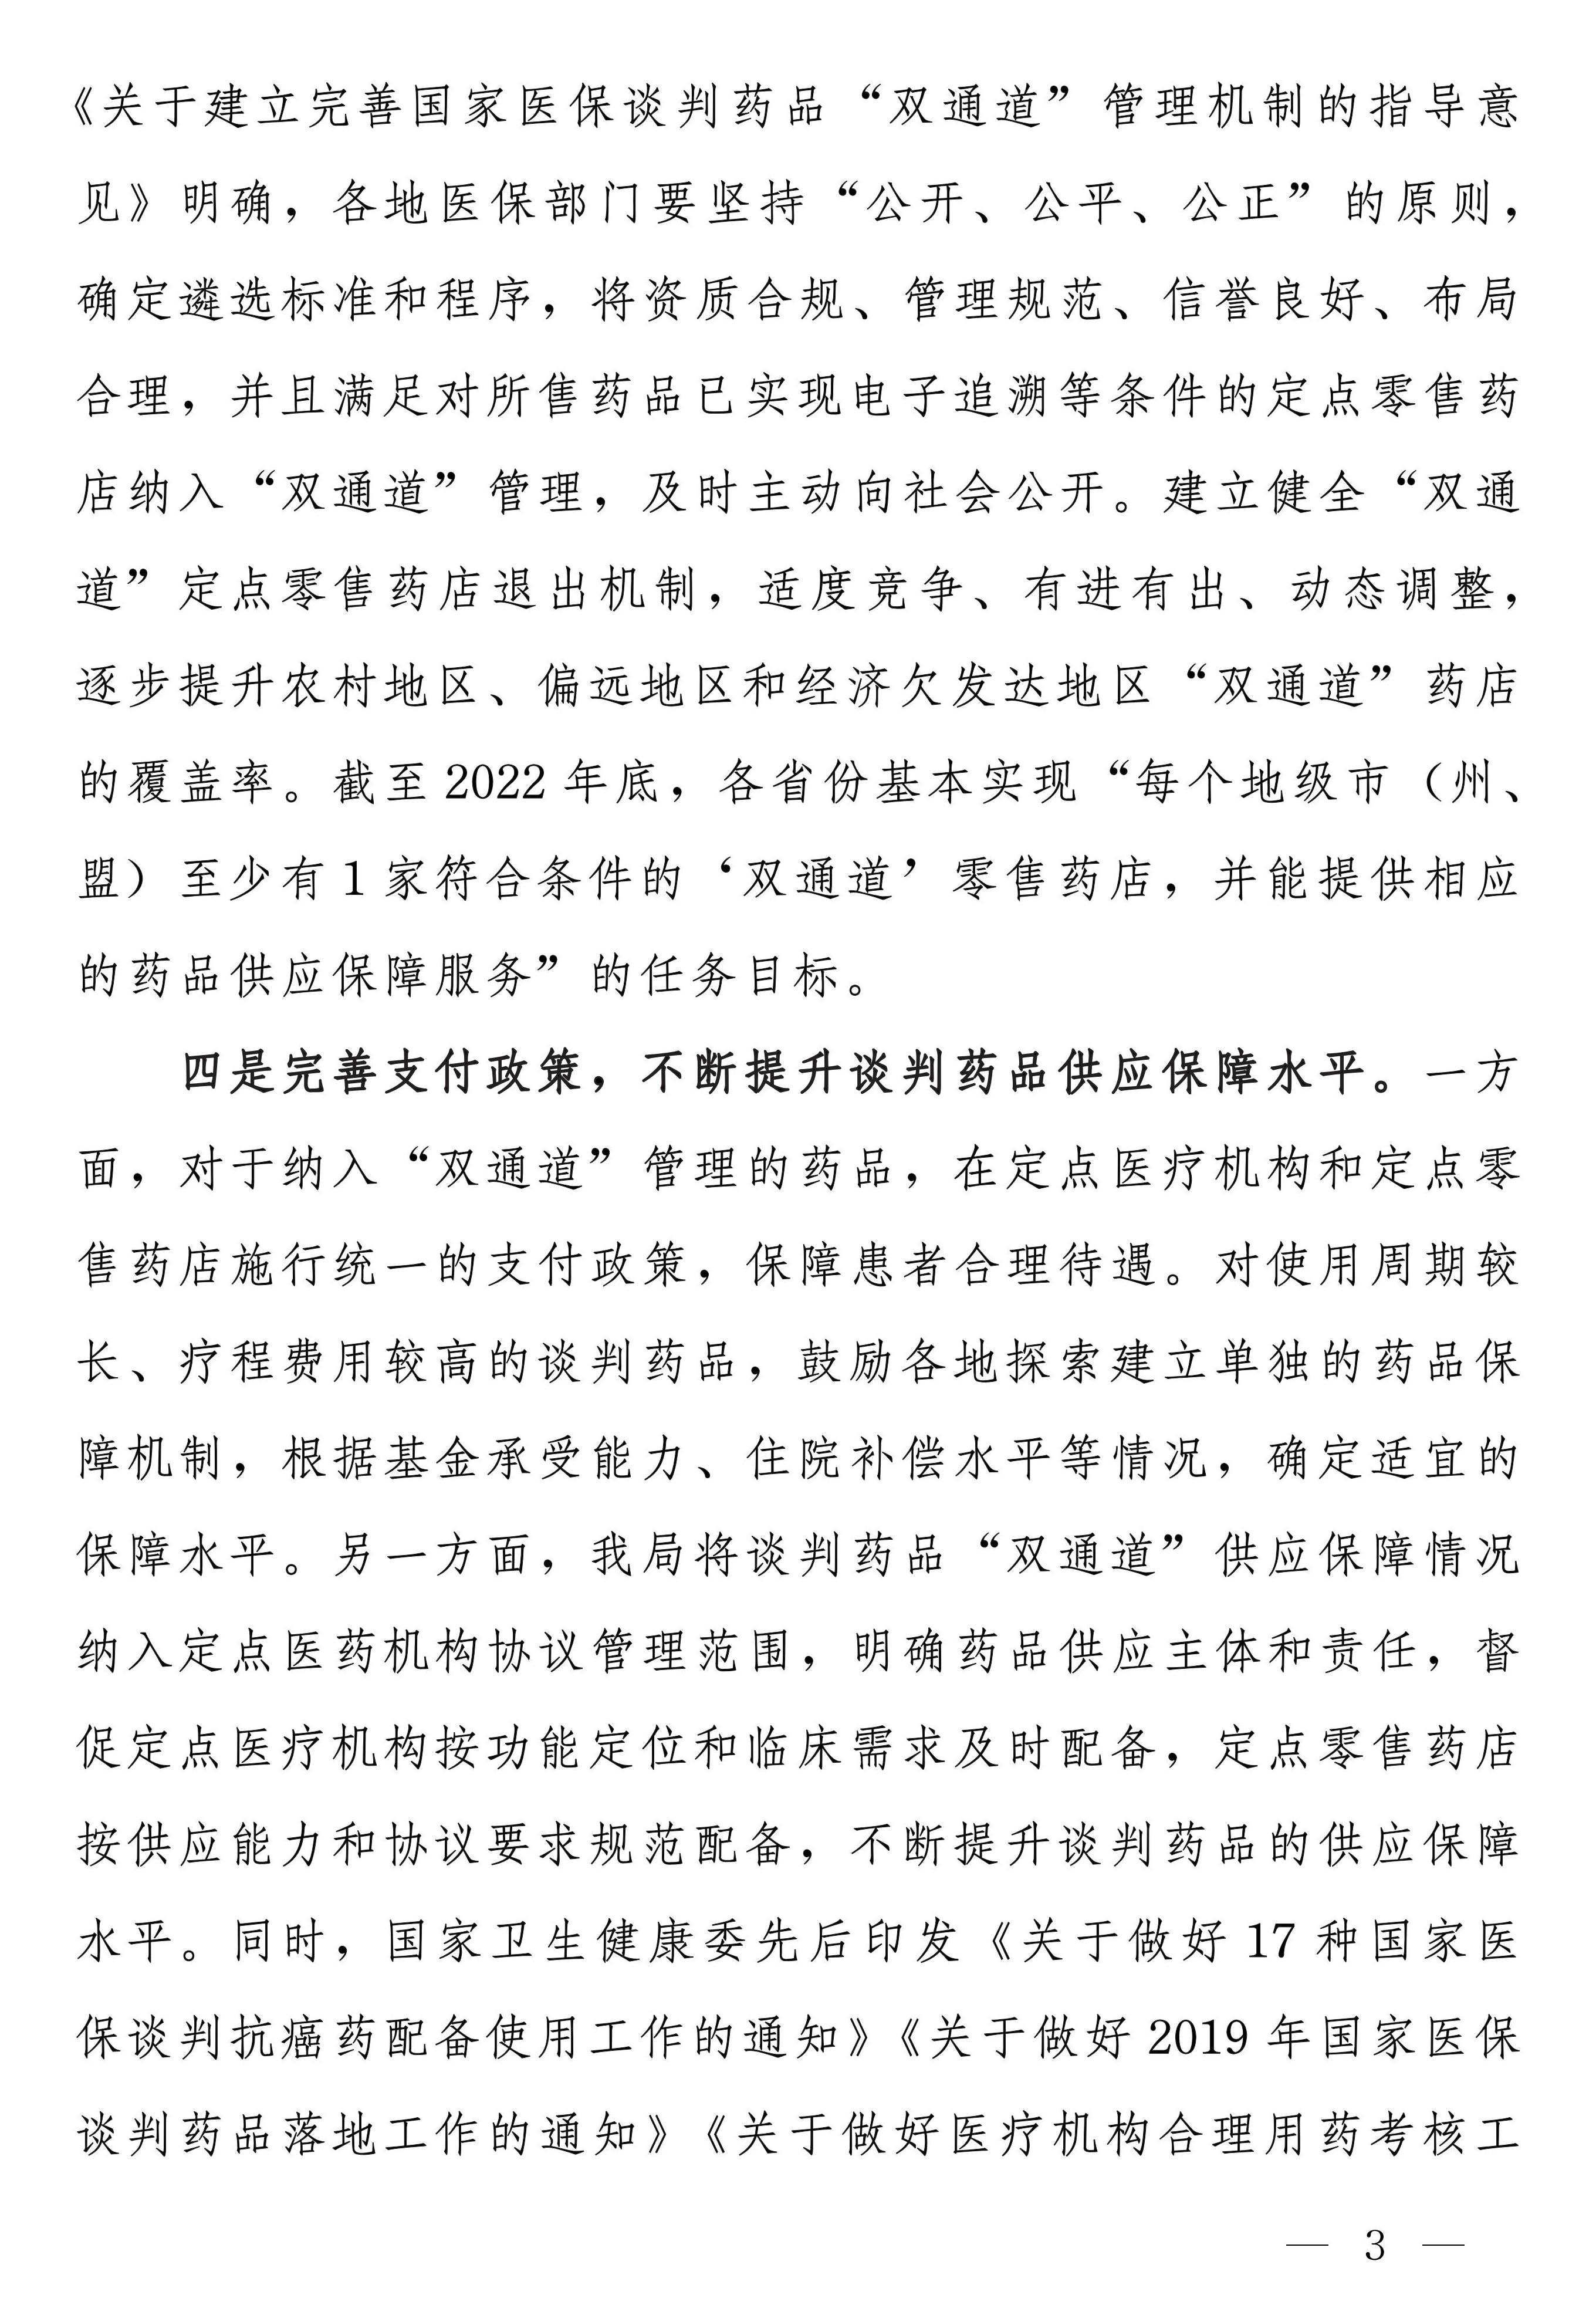 《关于建立完善国家医保谈判药品“双通道”管理机制的指导意
见》明确，各地医保部门要坚持“公开、公平、公正”的原则，
确定遴选标准和程序，将资质合规、管理规范、信誉良好、布局
合理，并且满足对所售药品已实现电子追溯等条件的定点零售药
店纳入“双通道”管理，及时主动向社会公开。建立健全“双通
道”定点零售药店退出机制，适度竞争、有进有出、动态调整，
逐步提升农村地区、偏远地区和经济欠发达地区“双通道”药店
的覆盖率。截至2022年底，各省份基本实现“每个地级市（州、
盟）至少有1家符合条件的‘双通道’零售药店，并能提供相应
的药品供应保障服务”的任务目标。
四是完善支付政策，不断提升谈判药品供应保障水平。一方
面，对于纳入“双通道”管理的药品，在定点医疗机构和定点零
售药店施行统一的支付政策，保障患者合理待遇。对使用周期较
长、疗程费用较高的谈判药品，鼓励各地探索建立单独的药品保
障机制，根据基金承受能力、住院补偿水平等情况，确定适宜的
保障水平。另一方面，我局将谈判药品“双通道”供应保障情况
纳入定点医药机构协议管理范围，明确药品供应主体和责任，督
促定点医疗机构按功能定位和临床需求及时配备，定点零售药店
按供应能力和协议要求规范配备，不断提升谈判药品的供应保障
水平。同时，国家卫生健康委先后印发《关于做好17种国家医
保谈判抗癌药配备使用工作的通知》《关于做好2019年国家医保
谈判药品落地工作的通知》《关于做好医疗机构合理用药考核工
— 3 —